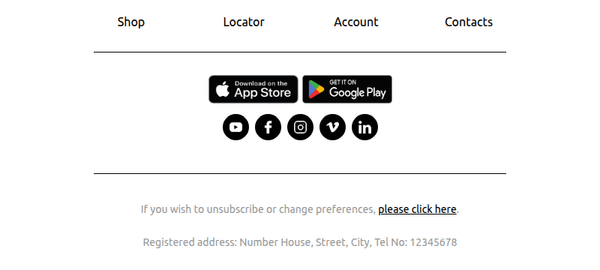 Shop Locator Account Contacts
Download on the GET IT ON
App Store Google Play
If you wish to unsubscribe or change preferences, please click here.
Registered address: Number House, Street, City, Tel No: 12345678